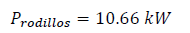 P_rodillos = 10.66 kW